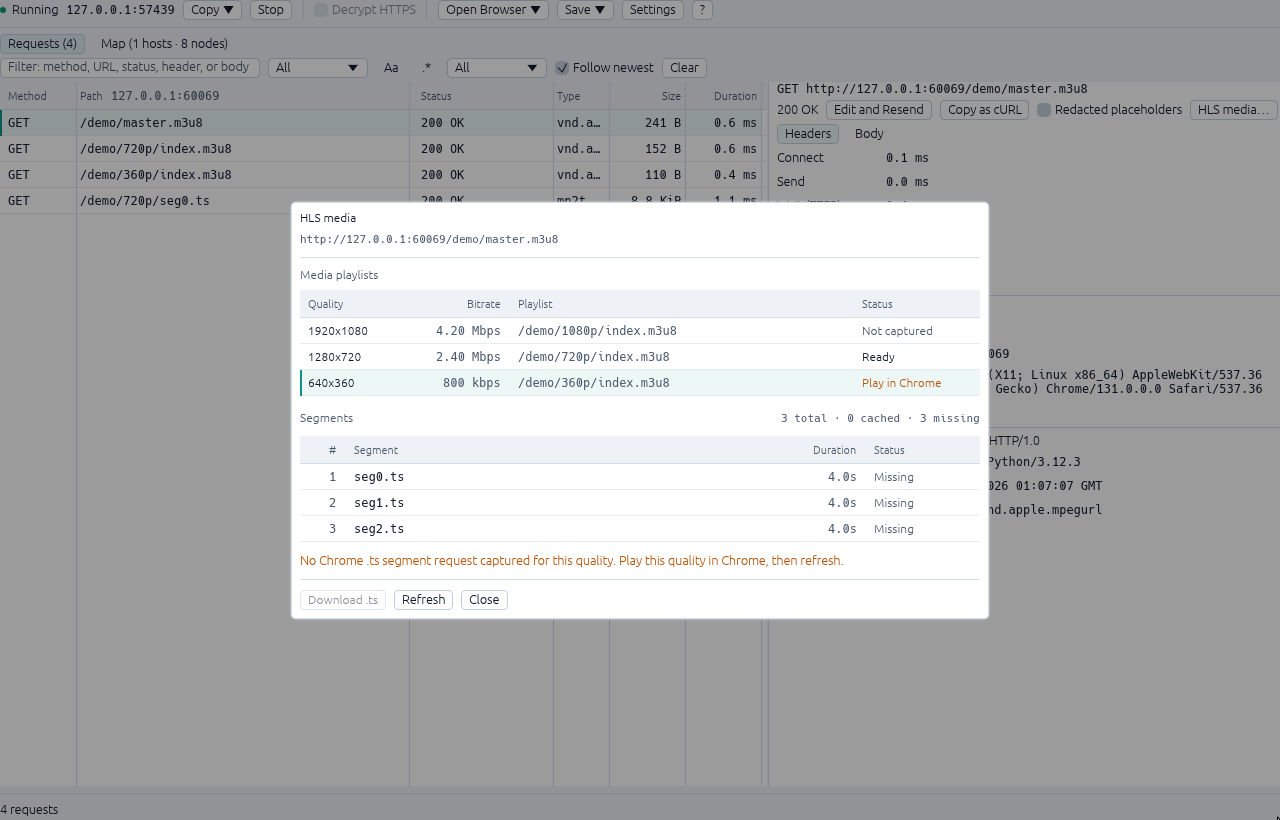 Running 127.0.0.1:57439 Copy ▼ Stop Decrypt HTTPS Open Browser ▼ Save ▼ Settings ?
Requests (4) Map (1 hosts · 8 nodes)
Filter: method, URL, status, header, or body All ▼ Aa .* All ▼ Follow newest Clear
Method Path 127.0.0.1:60069 Status Type Size Duration
GET /demo/master.m3u8 200 OK vnd.a… 241 B 0.6 ms
GET /demo/720p/index.m3u8 200 OK vnd.a… 152 B 0.6 ms
GET /demo/360p/index.m3u8 200 OK vnd.a… 110 B 0.4 ms
GET /demo/720p/seg0.ts 200 OK mp2t 8.8 KiB 1.1 ms
GET http://127.0.0.1:60069/demo/master.m3u8
200 OK Edit and Resend Copy as cURL Redacted placeholders HLS media…
Headers Body
Connect 0.1 ms
Send 0.0 ms
069
(X11; Linux x86_64) AppleWebKit/537.36
Gecko) Chrome/131.0.0.0 Safari/537.36
HTTP/1.0
Python/3.12.3
026 01:07:07 GMT
nd.apple.mpegurl
HLS media
http://127.0.0.1:60069/demo/master.m3u8
Media playlists
Quality Bitrate Playlist Status
1920x1080 4.20 Mbps /demo/1080p/index.m3u8 Not captured
1280x720 2.40 Mbps /demo/720p/index.m3u8 Ready
640x360 800 kbps /demo/360p/index.m3u8 Play in Chrome
Segments 3 total · 0 cached · 3 missing
# Segment Duration Status
1 seg0.ts 4.0s Missing
2 seg1.ts 4.0s Missing
3 seg2.ts 4.0s Missing
No Chrome .ts segment request captured for this quality. Play this quality in Chrome, then refresh.
Download .ts Refresh Close
4 requests